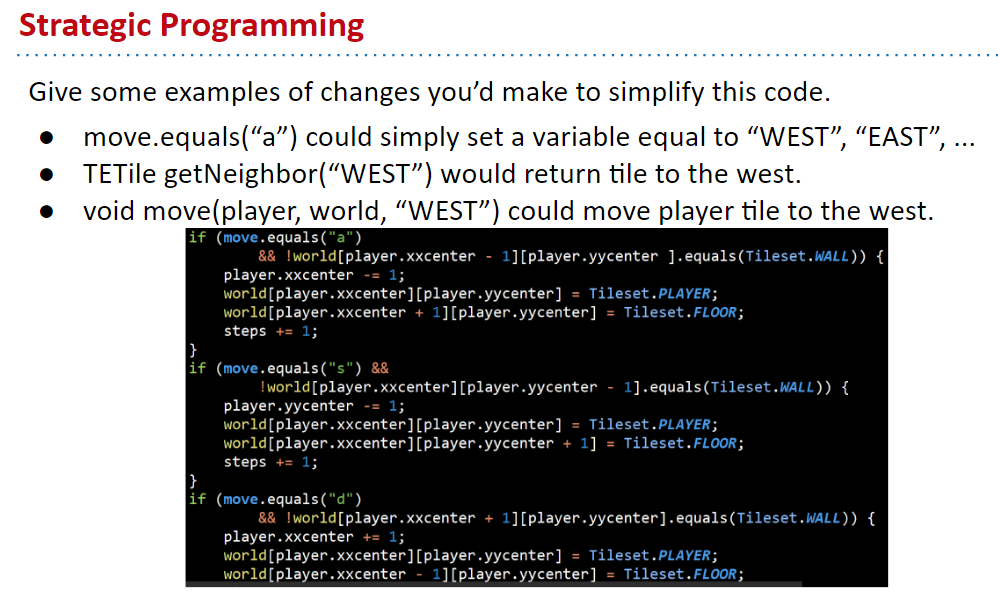 Strategic Programming
Give some examples of changes you’d make to simplify this code.
● move.equals(“a”) could simply set a variable equal to “WEST”, “EAST”, ...
● TETile getNeighbor(“WEST”) would return tile to the west.
● void move(player, world, “WEST”) could move player tile to the west.
if (move.equals("a")
        && !world[player.xxcenter - 1][player.yycenter ].equals(Tileset.WALL)) {
    player.xxcenter -= 1;
    world[player.xxcenter][player.yycenter] = Tileset.PLAYER;
    world[player.xxcenter + 1][player.yycenter] = Tileset.FLOOR;
    steps += 1;
}
if (move.equals("s") &&
        !world[player.xxcenter][player.yycenter - 1].equals(Tileset.WALL)) {
    player.yycenter -= 1;
    world[player.xxcenter][player.yycenter] = Tileset.PLAYER;
    world[player.xxcenter][player.yycenter + 1] = Tileset.FLOOR;
    steps += 1;
}
if (move.equals("d")
        && !world[player.xxcenter + 1][player.yycenter].equals(Tileset.WALL)) {
    player.xxcenter += 1;
    world[player.xxcenter][player.yycenter] = Tileset.PLAYER;
    world[player.xxcenter - 1][player.yycenter] = Tileset.FLOOR;